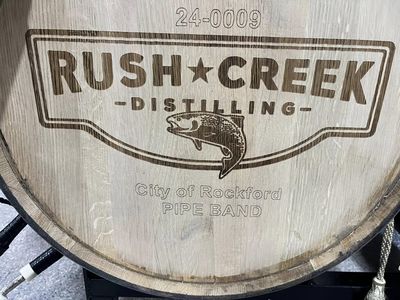 24-0009
RUSH★CREEK
-DISTILLING-
City of Rockford
PIPE BAND